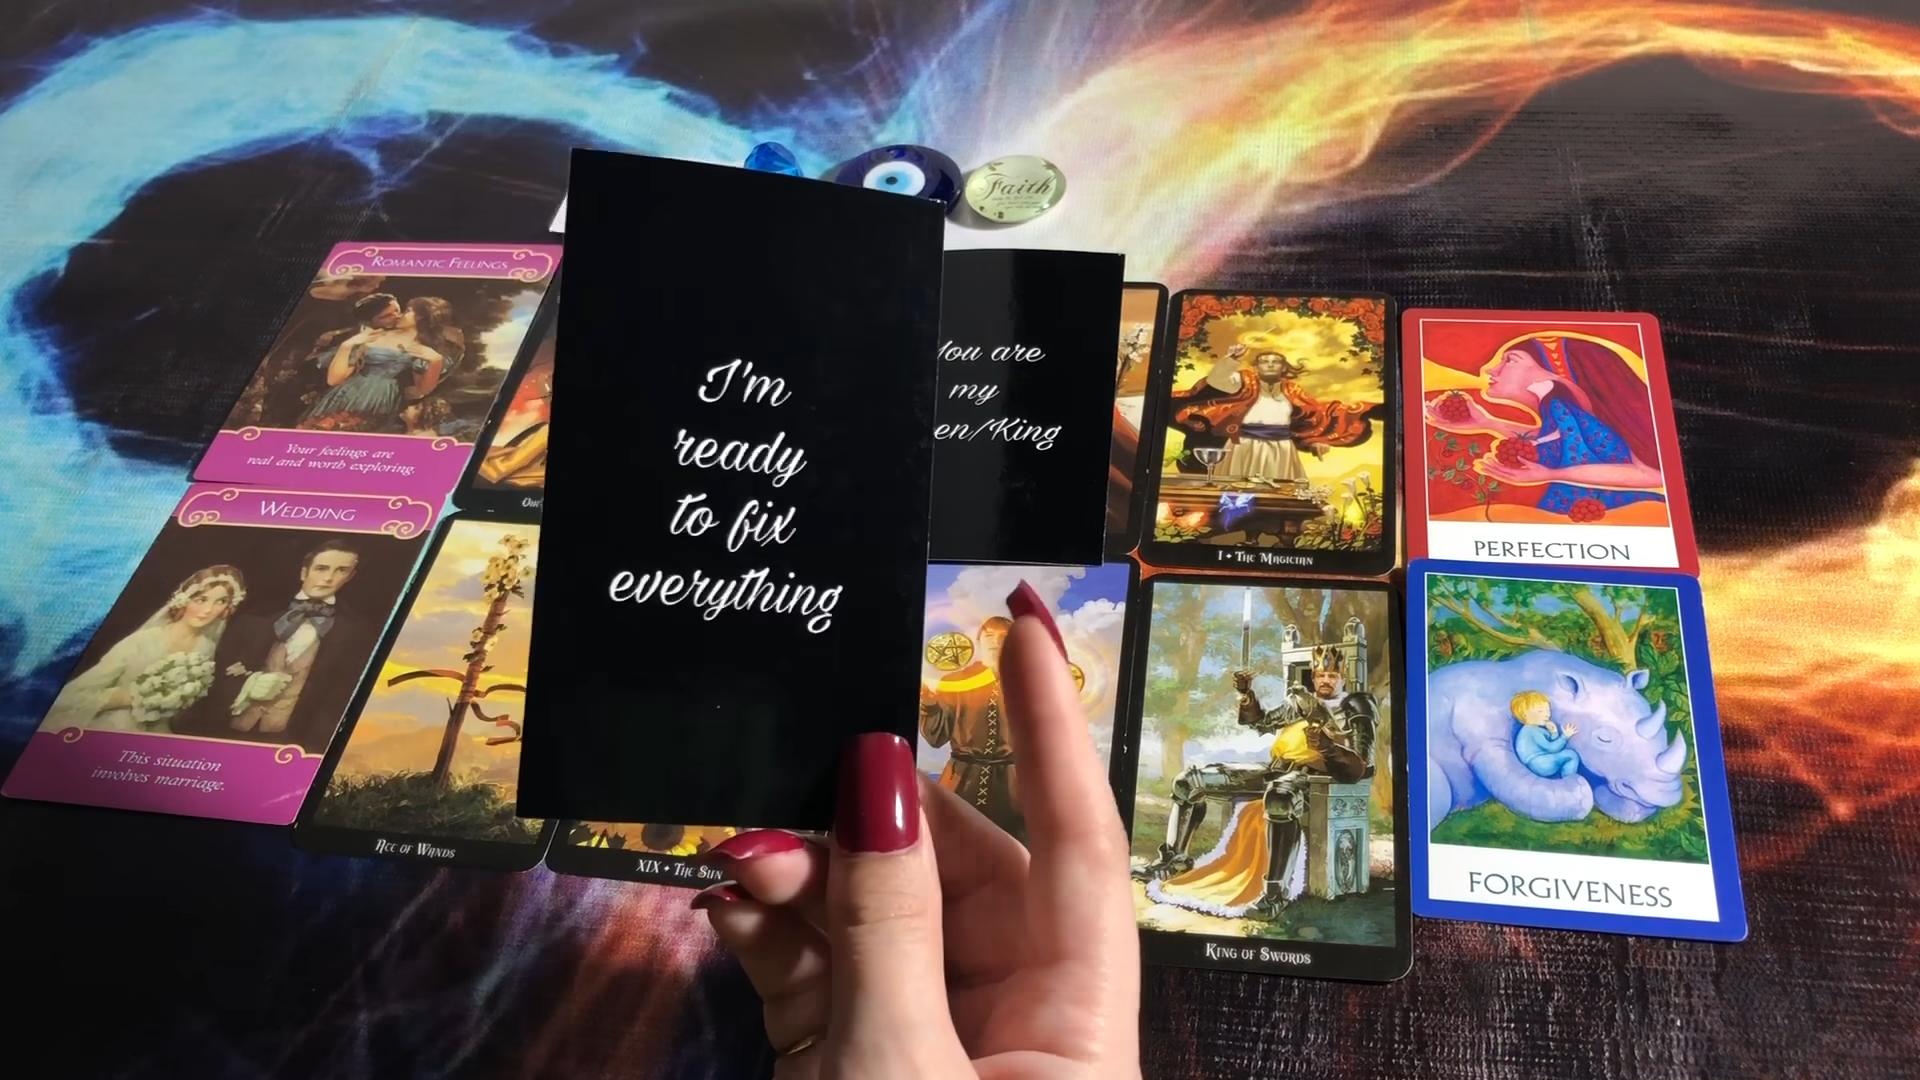 Faith
ROMANTIC FEELINGS
Your feelings are
real and worth exploring.
WEDDING
This situation
involves marriage.
ACE OF WANDS
XIX • THE SUN
I'm
ready
to fix
everything
You are
my
en/King
I • THE MAGICIAN
KING OF SWORDS
PERFECTION
FORGIVENESS